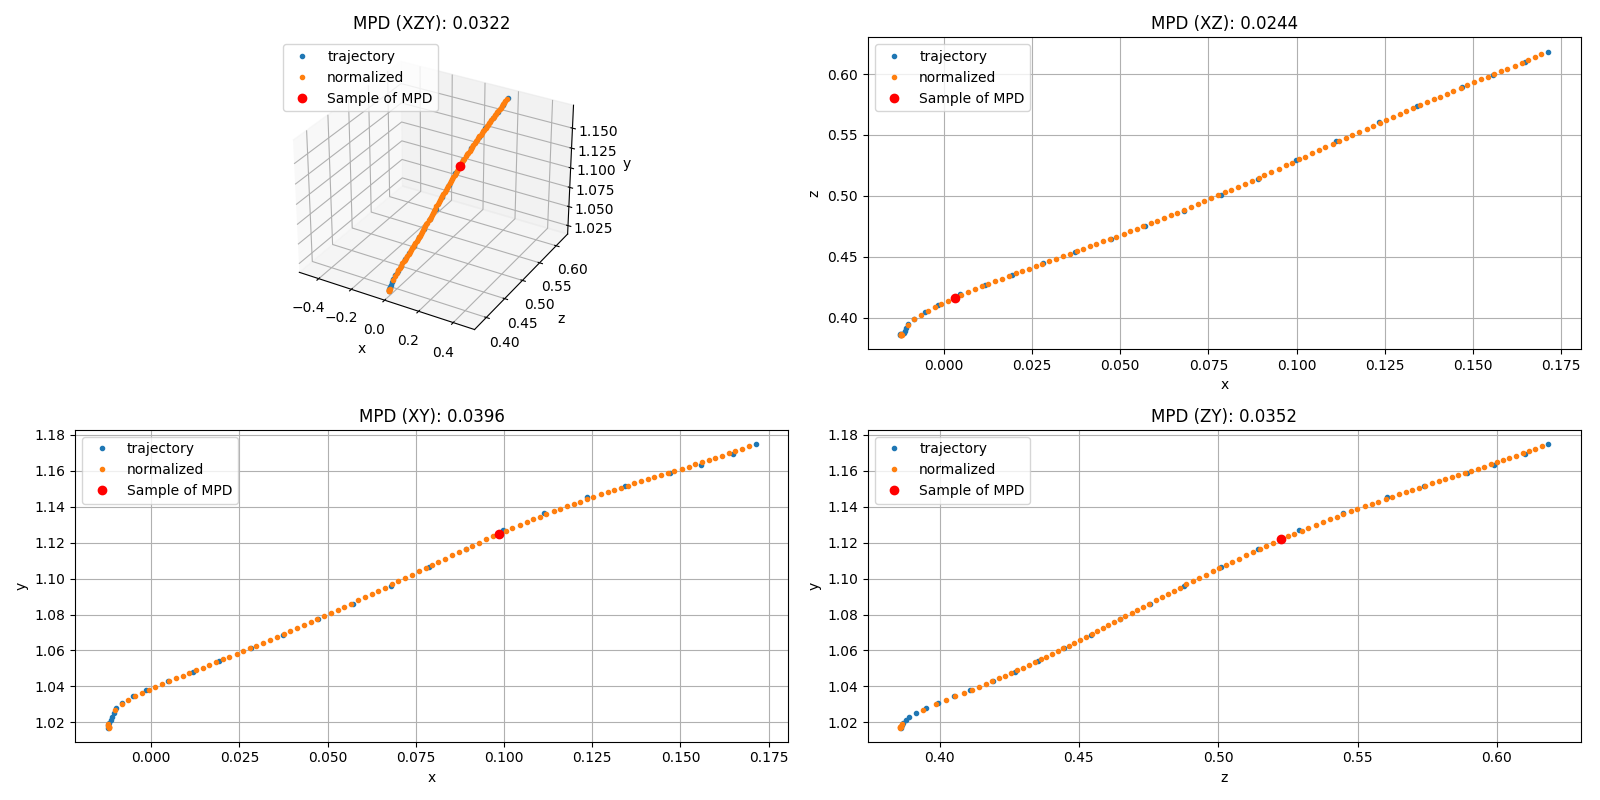 MPD (XZY): 0.0322
trajectory
normalized
Sample of MPD
1.150
1.125
1.100
1.075
1.050
1.025
y
0.60
0.55
0.50
0.45
0.40
z
−0.4
−0.2
0.0
0.2
0.4
x
MPD (XZ): 0.0244
trajectory
normalized
Sample of MPD
0.60
0.55
0.50
0.45
0.40
z
0.000 0.025 0.050 0.075 0.100 0.125 0.150 0.175
x
MPD (XY): 0.0396
trajectory
normalized
Sample of MPD
1.18
1.16
1.14
1.12
1.10
1.08
1.06
1.04
1.02
y
0.000 0.025 0.050 0.075 0.100 0.125 0.150 0.175
x
MPD (ZY): 0.0352
trajectory
normalized
Sample of MPD
1.18
1.16
1.14
1.12
1.10
1.08
1.06
1.04
1.02
y
0.40 0.45 0.50 0.55 0.60
z